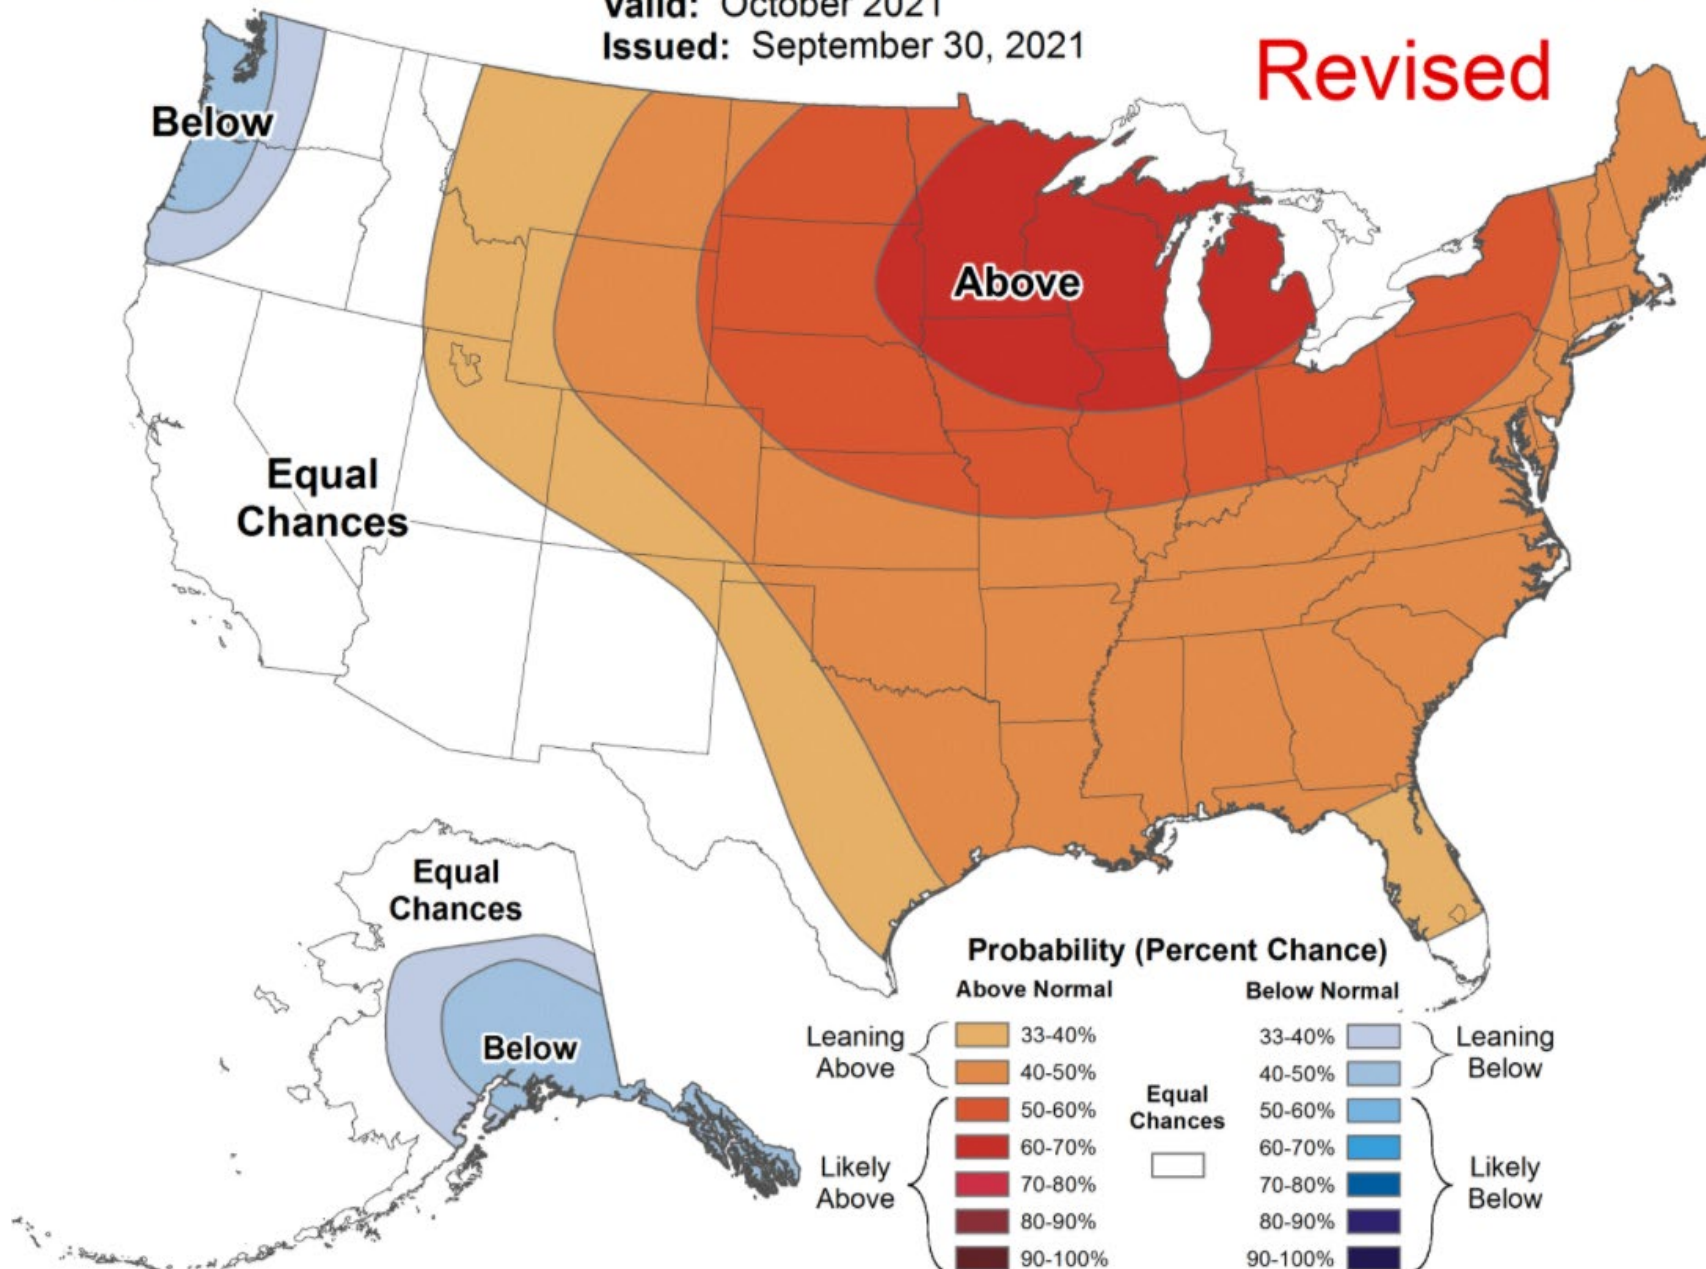 Valid: October 2021
Issued: September 30, 2021
Revised
Below
Above
Equal
Chances
Equal
Chances
Below
Probability (Percent Chance)
Above Normal
Below Normal
Leaning
Above
33-40%
40-50%
50-60%
60-70%
70-80%
80-90%
90-100%
Likely
Above
Equal
Chances
33-40%
40-50%
50-60%
60-70%
70-80%
80-90%
90-100%
Leaning
Below
Likely
Below